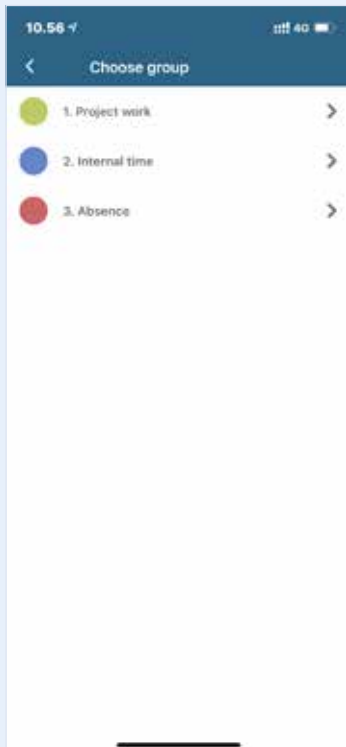 10.56 4G
Choose group
1. Project work
2. Internal time
3. Absence